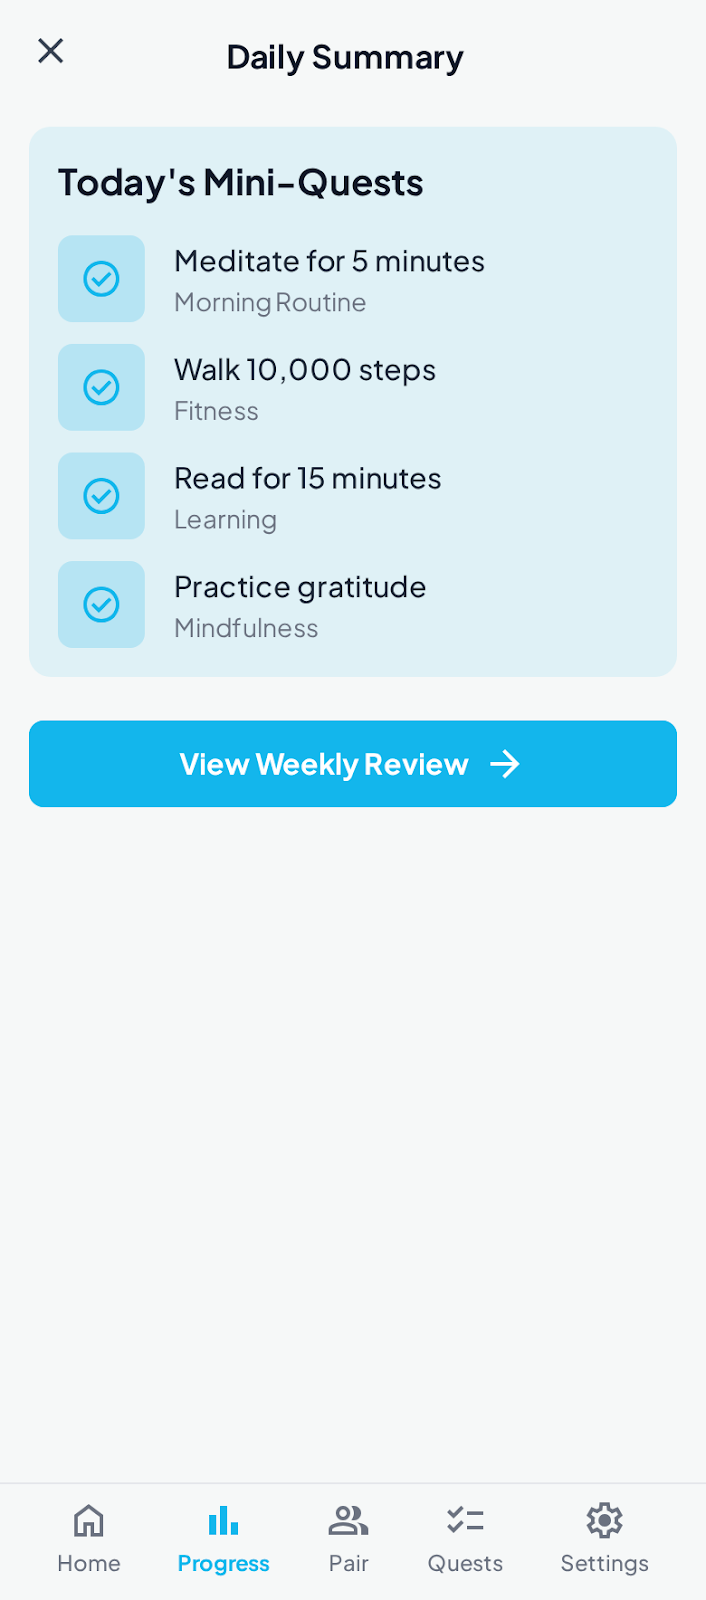 Daily Summary
Today's Mini-Quests
Meditate for 5 minutes
Morning Routine
Walk 10,000 steps
Fitness
Read for 15 minutes
Learning
Practice gratitude
Mindfulness
View Weekly Review
Home
Progress
Pair
Quests
Settings